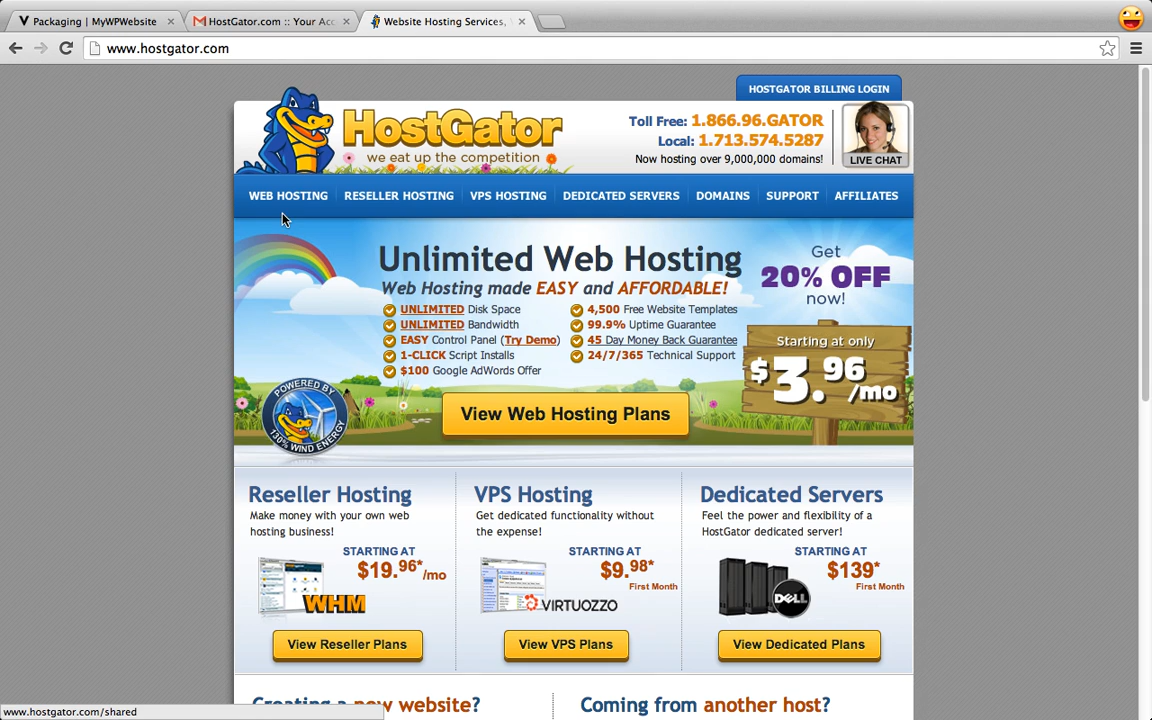 Packaging | MyWPWebsite
HostGator.com :: Your Acc
Website Hosting Services,
www.hostgator.com
HOSTGATOR BILLING LOGIN
HostGator
we eat up the competition
Toll Free: 1.866.96.GATOR
Local: 1.713.574.5287
Now hosting over 9,000,000 domains!
LIVE CHAT
WEB HOSTING RESELLER HOSTING VPS HOSTING DEDICATED SERVERS DOMAINS SUPPORT AFFILIATES
Unlimited Web Hosting
Web Hosting made EASY and AFFORDABLE!
UNLIMITED Disk Space
UNLIMITED Bandwidth
EASY Control Panel (Try Demo)
1-CLICK Script Installs
$100 Google AdWords Offer
4,500 Free Website Templates
99.9% Uptime Guarantee
45 Day Money Back Guarantee
24/7/365 Technical Support
Get
20% OFF
now!
Starting at only
$3.96/mo
POWERED BY
130% WIND ENERGY
View Web Hosting Plans
Reseller Hosting
Make money with your own web
hosting business!
STARTING AT
$19.96*/mo
WHM
View Reseller Plans
VPS Hosting
Get dedicated functionality without
the expense!
STARTING AT
$9.98*
First Month
VIRTUOZZO
View VPS Plans
Dedicated Servers
Feel the power and flexibility of a
HostGator dedicated server!
STARTING AT
$139*
First Month
DELL
View Dedicated Plans
Creating a new website?
Coming from another host?
www.hostgator.com/shared